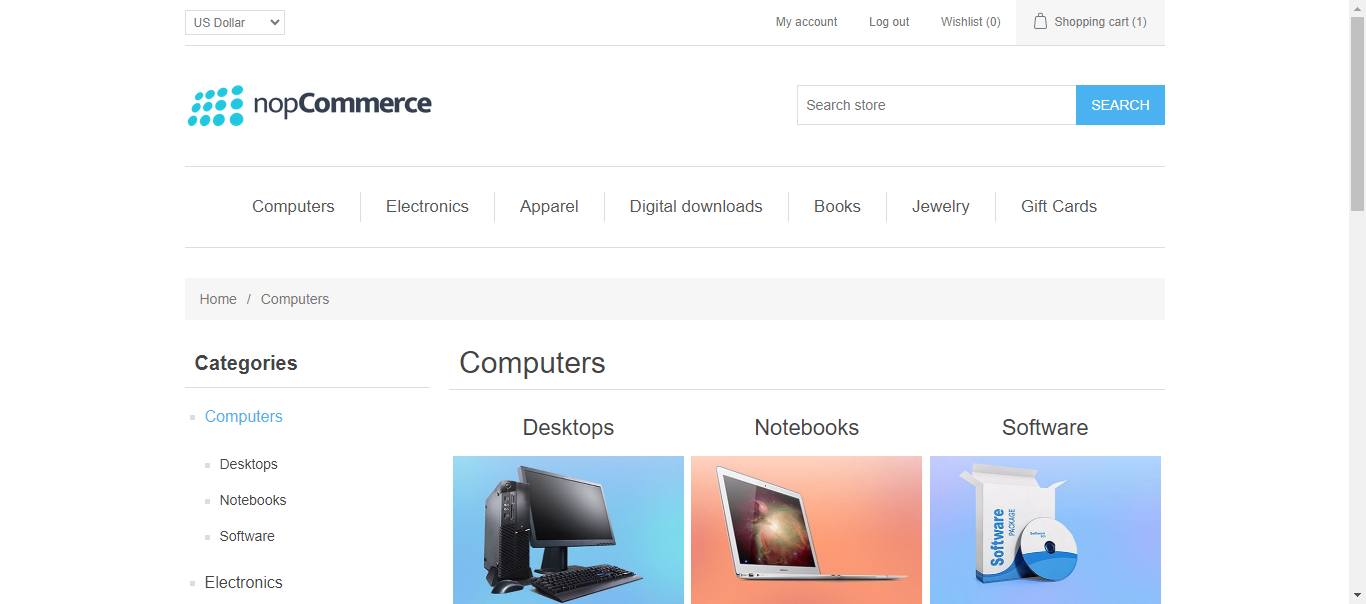 US Dollar
My account
Log out
Wishlist (0)
Shopping cart (1)
nopCommerce
Search store
SEARCH
Computers
Electronics
Apparel
Digital downloads
Books
Jewelry
Gift Cards
Home / Computers
Categories
Computers
Desktops
Notebooks
Software
Electronics
Computers
Desktops
Notebooks
Software
Software
PACKAGE